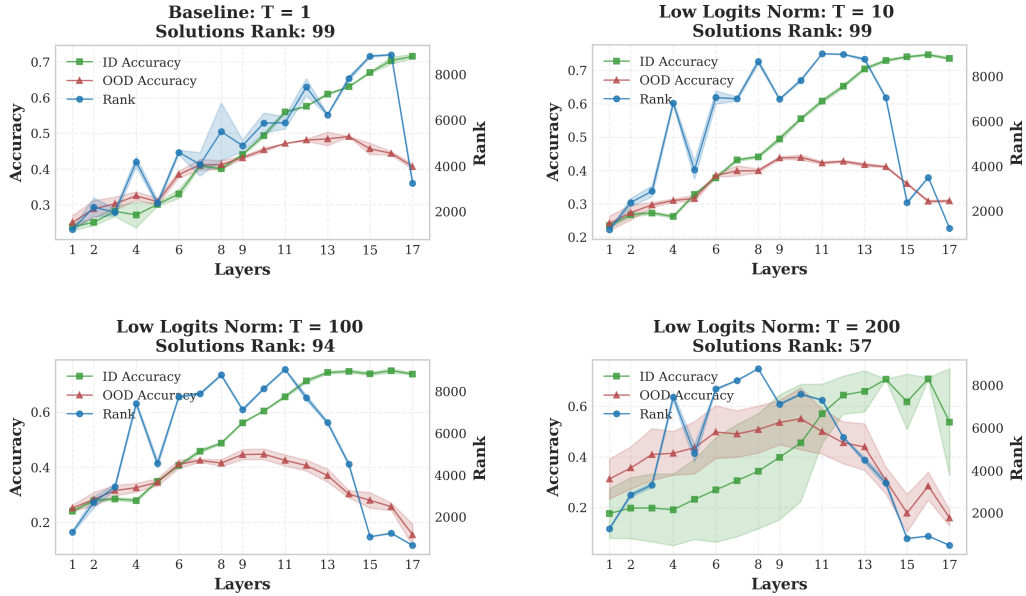 Baseline: T = 1
Solutions Rank: 99
ID Accuracy
OOD Accuracy
Rank
0.7
0.6
0.5
0.4
0.3
8000
6000
4000
2000
Accuracy
Rank
1 2 4 6 8 9 11 13 15 17
Layers
Low Logits Norm: T = 10
Solutions Rank: 99
ID Accuracy
OOD Accuracy
Rank
0.7
0.6
0.5
0.4
0.3
0.2
8000
6000
4000
2000
Accuracy
Rank
1 2 4 6 8 9 11 13 15 17
Layers
Low Logits Norm: T = 100
Solutions Rank: 94
ID Accuracy
OOD Accuracy
Rank
0.6
0.4
0.2
8000
6000
4000
2000
Accuracy
Rank
1 2 4 6 8 9 11 13 15 17
Layers
Low Logits Norm: T = 200
Solutions Rank: 57
ID Accuracy
OOD Accuracy
Rank
0.6
0.4
0.2
8000
6000
4000
2000
Accuracy
Rank
1 2 4 6 8 9 11 13 15 17
Layers